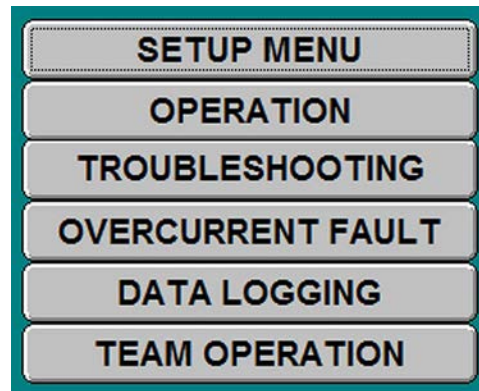 SETUP MENU
OPERATION
TROUBLESHOOTING
OVERCURRENT FAULT
DATA LOGGING
TEAM OPERATION